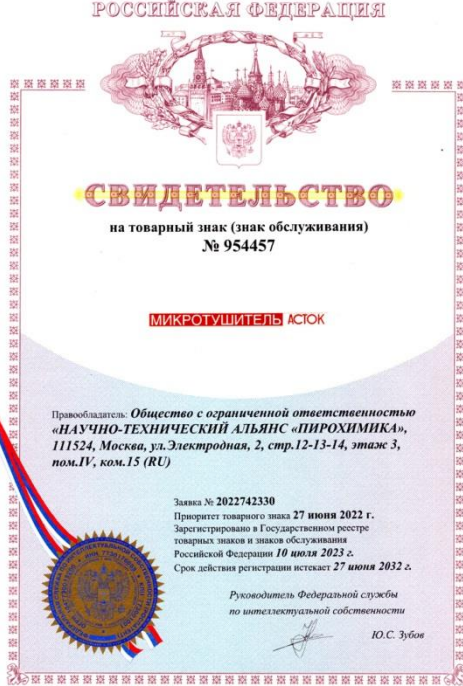 РОССИЙСКАЯ ФЕДЕРАЦИЯ
СВИДЕТЕЛЬСТВО
на товарный знак (знак обслуживания)
№ 954457
МИКРОТУШИТЕЛЬ АСТОК
Правообладатель: Общество с ограниченной ответственностью
«НАУЧНО-ТЕХНИЧЕСКИЙ АЛЬЯНС «ПИРОХИМИКА»,
111524, Москва, ул.Электродная, 2, стр.12-13-14, этаж 3,
пом.IV, ком.15 (RU)
Заявка № 2022742330
Приоритет товарного знака 27 июня 2022 г.
Зарегистрировано в Государственном реестре
товарных знаков и знаков обслуживания
Российской Федерации 10 июля 2023 г.
Срок действия регистрации истекает 27 июня 2032 г.
Руководитель Федеральной службы
по интеллектуальной собственности
Ю.С. Зубов